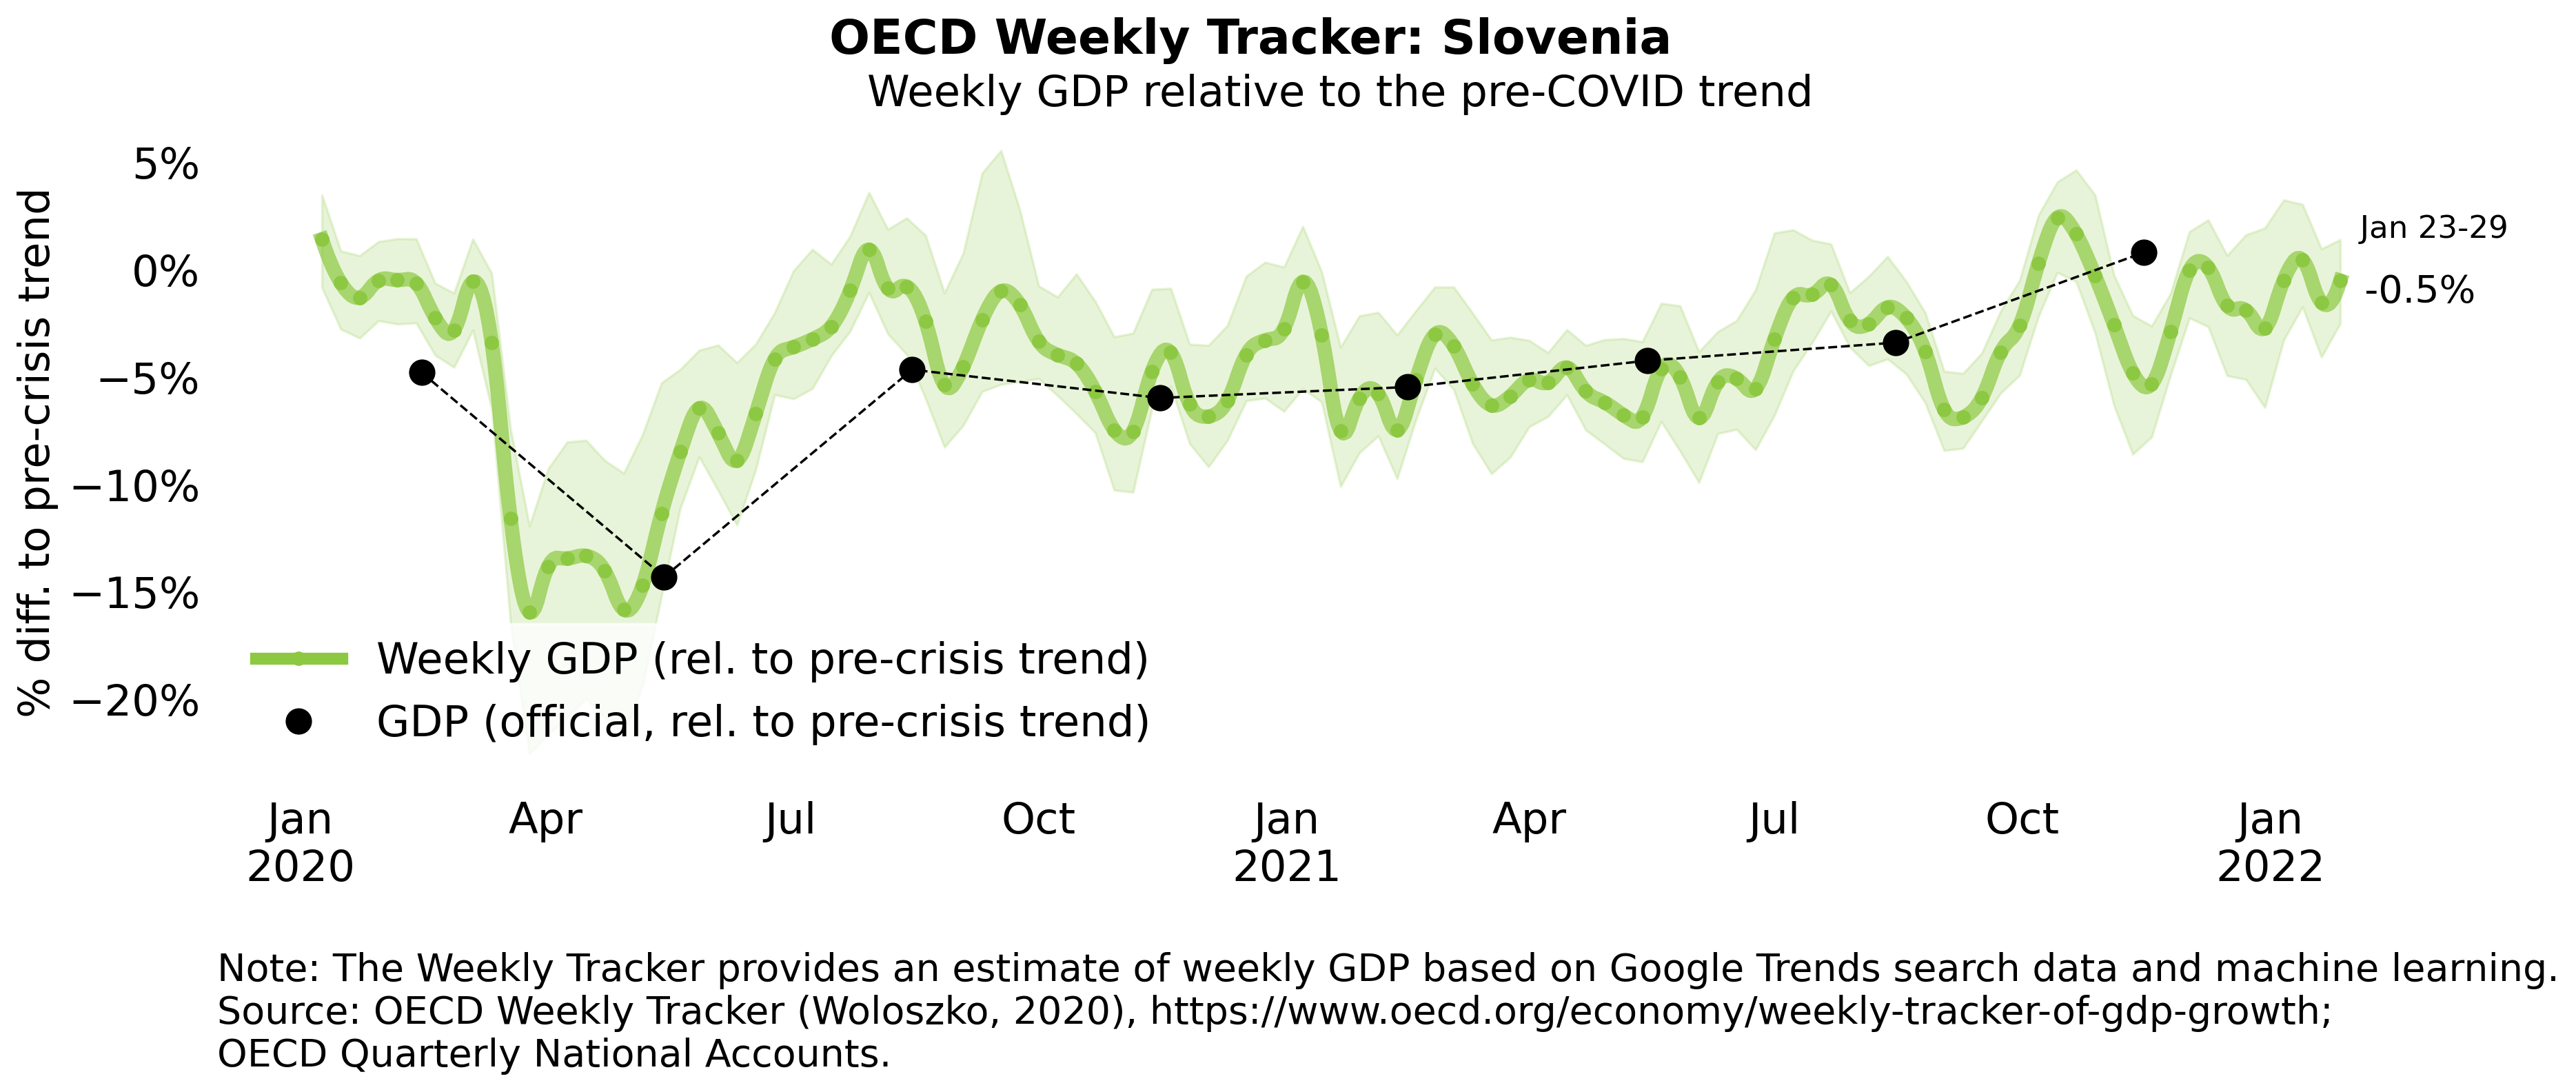 OECD Weekly Tracker: Slovenia
Weekly GDP relative to the pre-COVID trend
% diff. to pre-crisis trend
5%
0%
−5%
−10%
−15%
−20%
Jan 23-29
-0.5%
Weekly GDP (rel. to pre-crisis trend)
GDP (official, rel. to pre-crisis trend)
Jan Apr Jul Oct Jan Apr Jul Oct Jan
2020 2021 2022
Note: The Weekly Tracker provides an estimate of weekly GDP based on Google Trends search data and machine learning.
Source: OECD Weekly Tracker (Woloszko, 2020), https://www.oecd.org/economy/weekly-tracker-of-gdp-growth;
OECD Quarterly National Accounts.